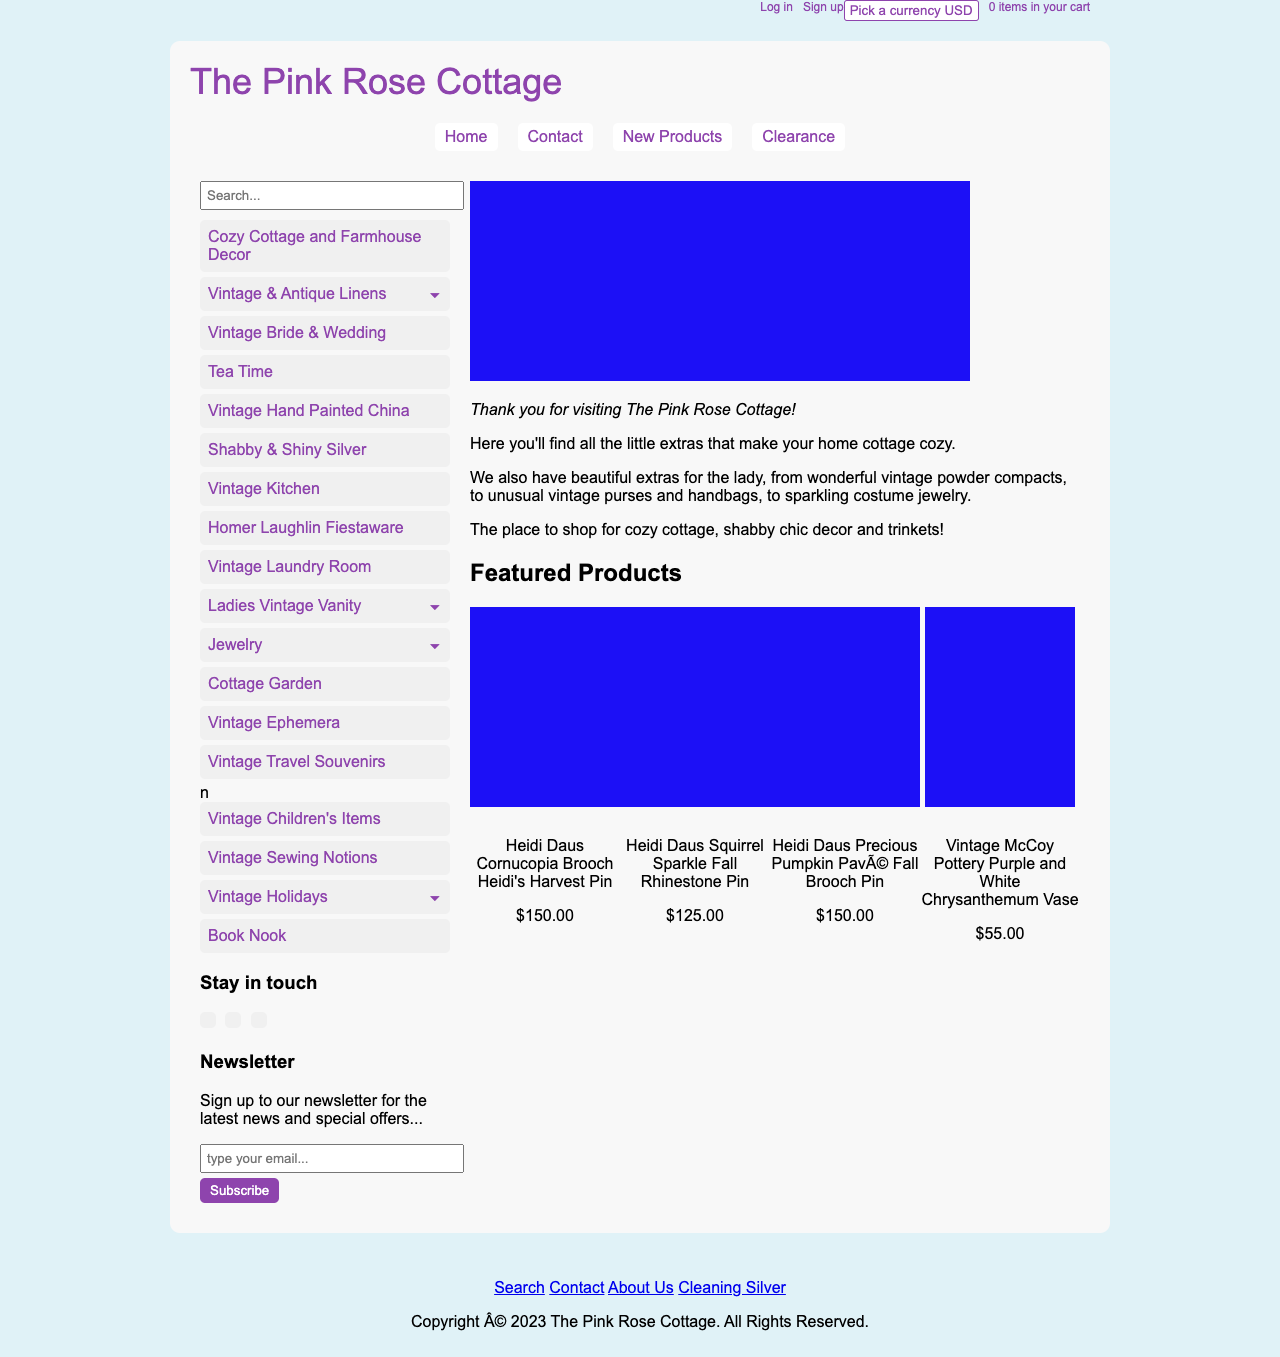 Log in Sign up Pick a currency USD 0 items in your cart
The Pink Rose Cottage
Home Contact New Products Clearance
Search...
Cozy Cottage and Farmhouse
Decor
Vintage & Antique Linens
Vintage Bride & Wedding
Tea Time
Vintage Hand Painted China
Shabby & Shiny Silver
Vintage Kitchen
Homer Laughlin Fiestaware
Vintage Laundry Room
Ladies Vintage Vanity
Jewelry
Cottage Garden
Vintage Ephemera
Vintage Travel Souvenirs
n
Vintage Children's Items
Vintage Sewing Notions
Vintage Holidays
Book Nook
Stay in touch
Newsletter
Sign up to our newsletter for the
latest news and special offers...
type your email...
Subscribe
Thank you for visiting The Pink Rose Cottage!
Here you'll find all the little extras that make your home cottage cozy.
We also have beautiful extras for the lady, from wonderful vintage powder compacts,
to unusual vintage purses and handbags, to sparkling costume jewelry.
The place to shop for cozy cottage, shabby chic decor and trinkets!
Featured Products
Heidi Daus
Cornucopia Brooch
Heidi's Harvest Pin
$150.00
Heidi Daus Squirrel
Sparkle Fall
Rhinestone Pin
$125.00
Heidi Daus Precious
Pumpkin PavÃ© Fall
Brooch Pin
$150.00
Vintage McCoy
Pottery Purple and
White
Chrysanthemum Vase
$55.00
Search Contact About Us Cleaning Silver
Copyright Â© 2023 The Pink Rose Cottage. All Rights Reserved.